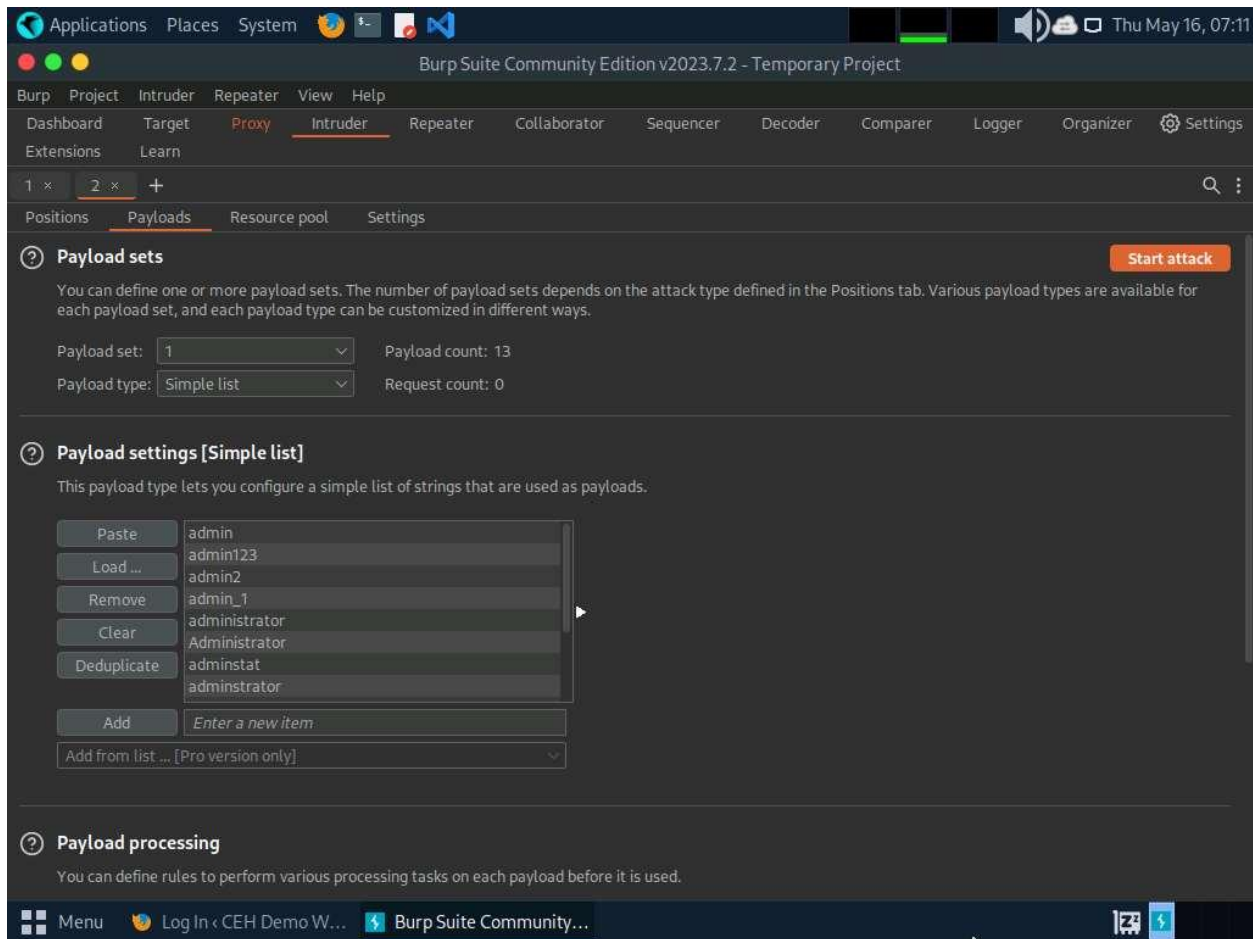 Applications Places System Thu May 16, 07:11
Burp Suite Community Edition v2023.7.2 - Temporary Project
Burp Project Intruder Repeater View Help
Dashboard Target Proxy Intruder Repeater Collaborator Sequencer Decoder Comparer Logger Organizer Settings
Extensions Learn
1 × 2 × +
Positions Payloads Resource pool Settings
? Payload sets Start attack
You can define one or more payload sets. The number of payload sets depends on the attack type defined in the Positions tab. Various payload types are available for
each payload set, and each payload type can be customized in different ways.
Payload set: 1 Payload count: 13
Payload type: Simple list Request count: 0
? Payload settings [Simple list]
This payload type lets you configure a simple list of strings that are used as payloads.
Paste admin
admin123
Load ... admin2
Remove admin_1
administrator
Clear Administrator
Deduplicate adminstat
adminstrator
Add Enter a new item
Add from list ... [Pro version only]
? Payload processing
You can define rules to perform various processing tasks on each payload before it is used.
Menu Log In ‹ CEH Demo W... Burp Suite Community...